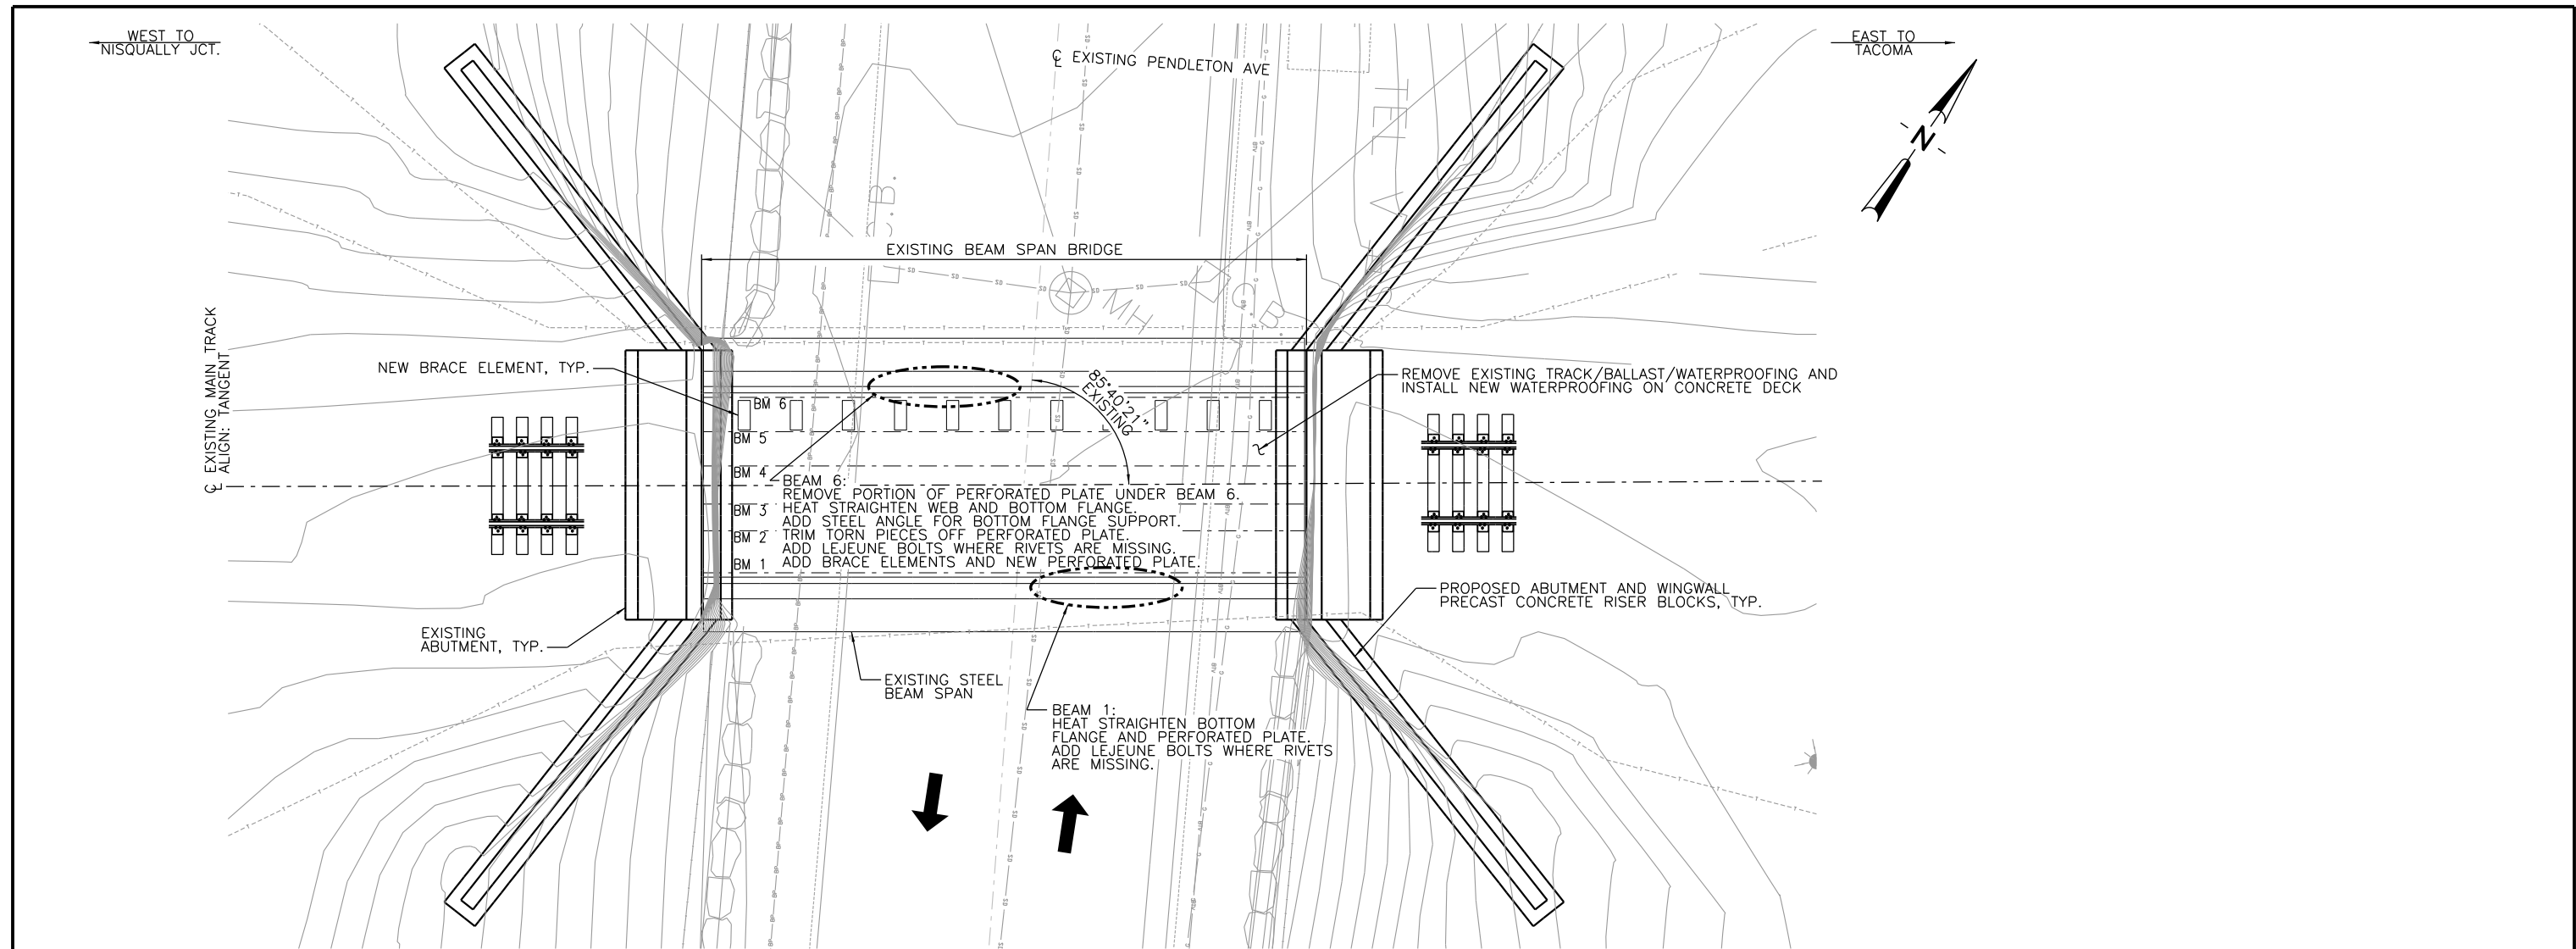 WEST TO
NISQUALLY JCT.
℄ EXISTING PENDLETON AVE
EAST TO
TACOMA
N
TEL
EXISTING BEAM SPAN BRIDGE
MH
C.B.
℄ EXISTING MAIN TRACK
ALIGN: TANGENT
NEW BRACE ELEMENT, TYP.
85°40'21"
EXISTING
REMOVE EXISTING TRACK/BALLAST/WATERPROOFING AND
INSTALL NEW WATERPROOFING ON CONCRETE DECK
BM 6
BM 5
BM 4
BM 3
BM 2
BM 1
BEAM 6:
REMOVE PORTION OF PERFORATED PLATE UNDER BEAM 6.
HEAT STRAIGHTEN WEB AND BOTTOM FLANGE.
ADD STEEL ANGLE FOR BOTTOM FLANGE SUPPORT.
TRIM TORN PIECES OFF PERFORATED PLATE.
ADD LEJEUNE BOLTS WHERE RIVETS ARE MISSING.
ADD BRACE ELEMENTS AND NEW PERFORATED PLATE.
PROPOSED ABUTMENT AND WINGWALL
PRECAST CONCRETE RISER BLOCKS, TYP.
EXISTING
ABUTMENT, TYP.
EXISTING STEEL
BEAM SPAN
BEAM 1:
HEAT STRAIGHTEN BOTTOM
FLANGE AND PERFORATED PLATE.
ADD LEJEUNE BOLTS WHERE RIVETS
ARE MISSING.